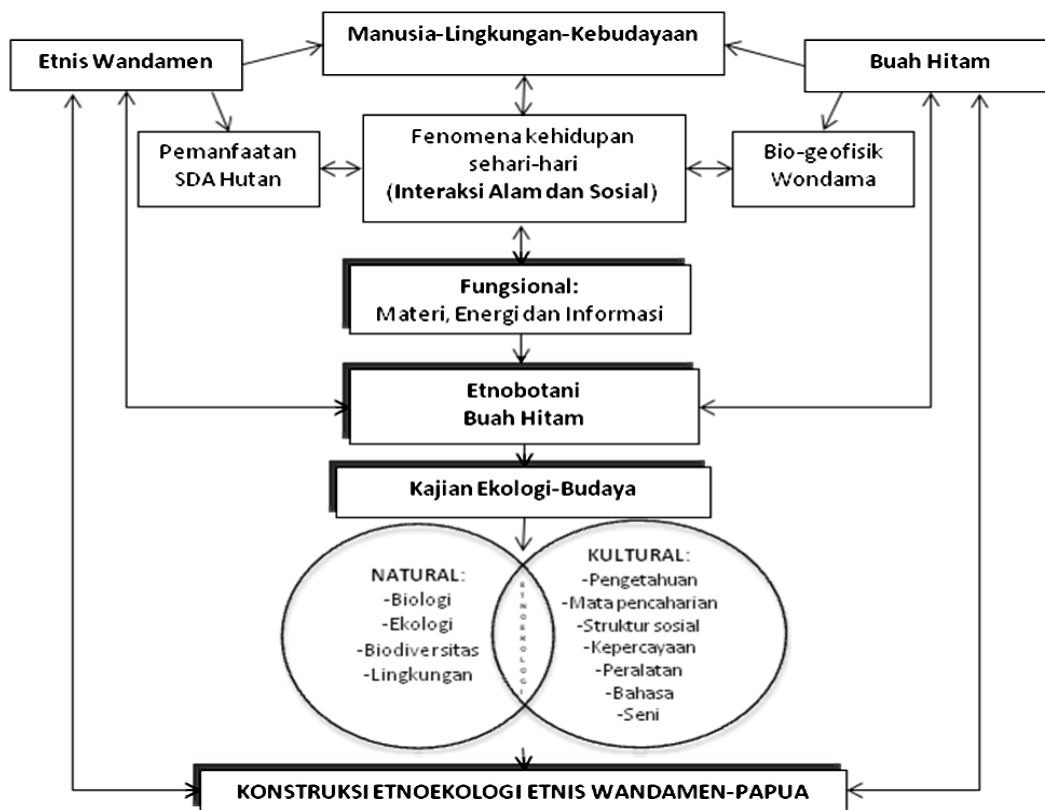 Manusia-Lingkungan-Kebudayaan
Etnis Wandamen
Buah Hitam
Pemanfaatan
SDA Hutan
Fenomena kehidupan
sehari-hari
(Interaksi Alam dan Sosial)
Bio-geofisik
Wondama
Fungsional:
Materi, Energi dan Informasi
Etnobotani
Buah Hitam
Kajian Ekologi-Budaya
NATURAL:
-Biologi
-Ekologi
-Biodiversitas
-Lingkungan
ETNOEKOLOGI
KULTURAL:
-Pengetahuan
-Mata pencaharian
-Struktur sosial
-Kepercayaan
-Peralatan
-Bahasa
-Seni
KONSTRUKSI ETNOEKOLOGI ETNIS WANDAMEN-PAPUA